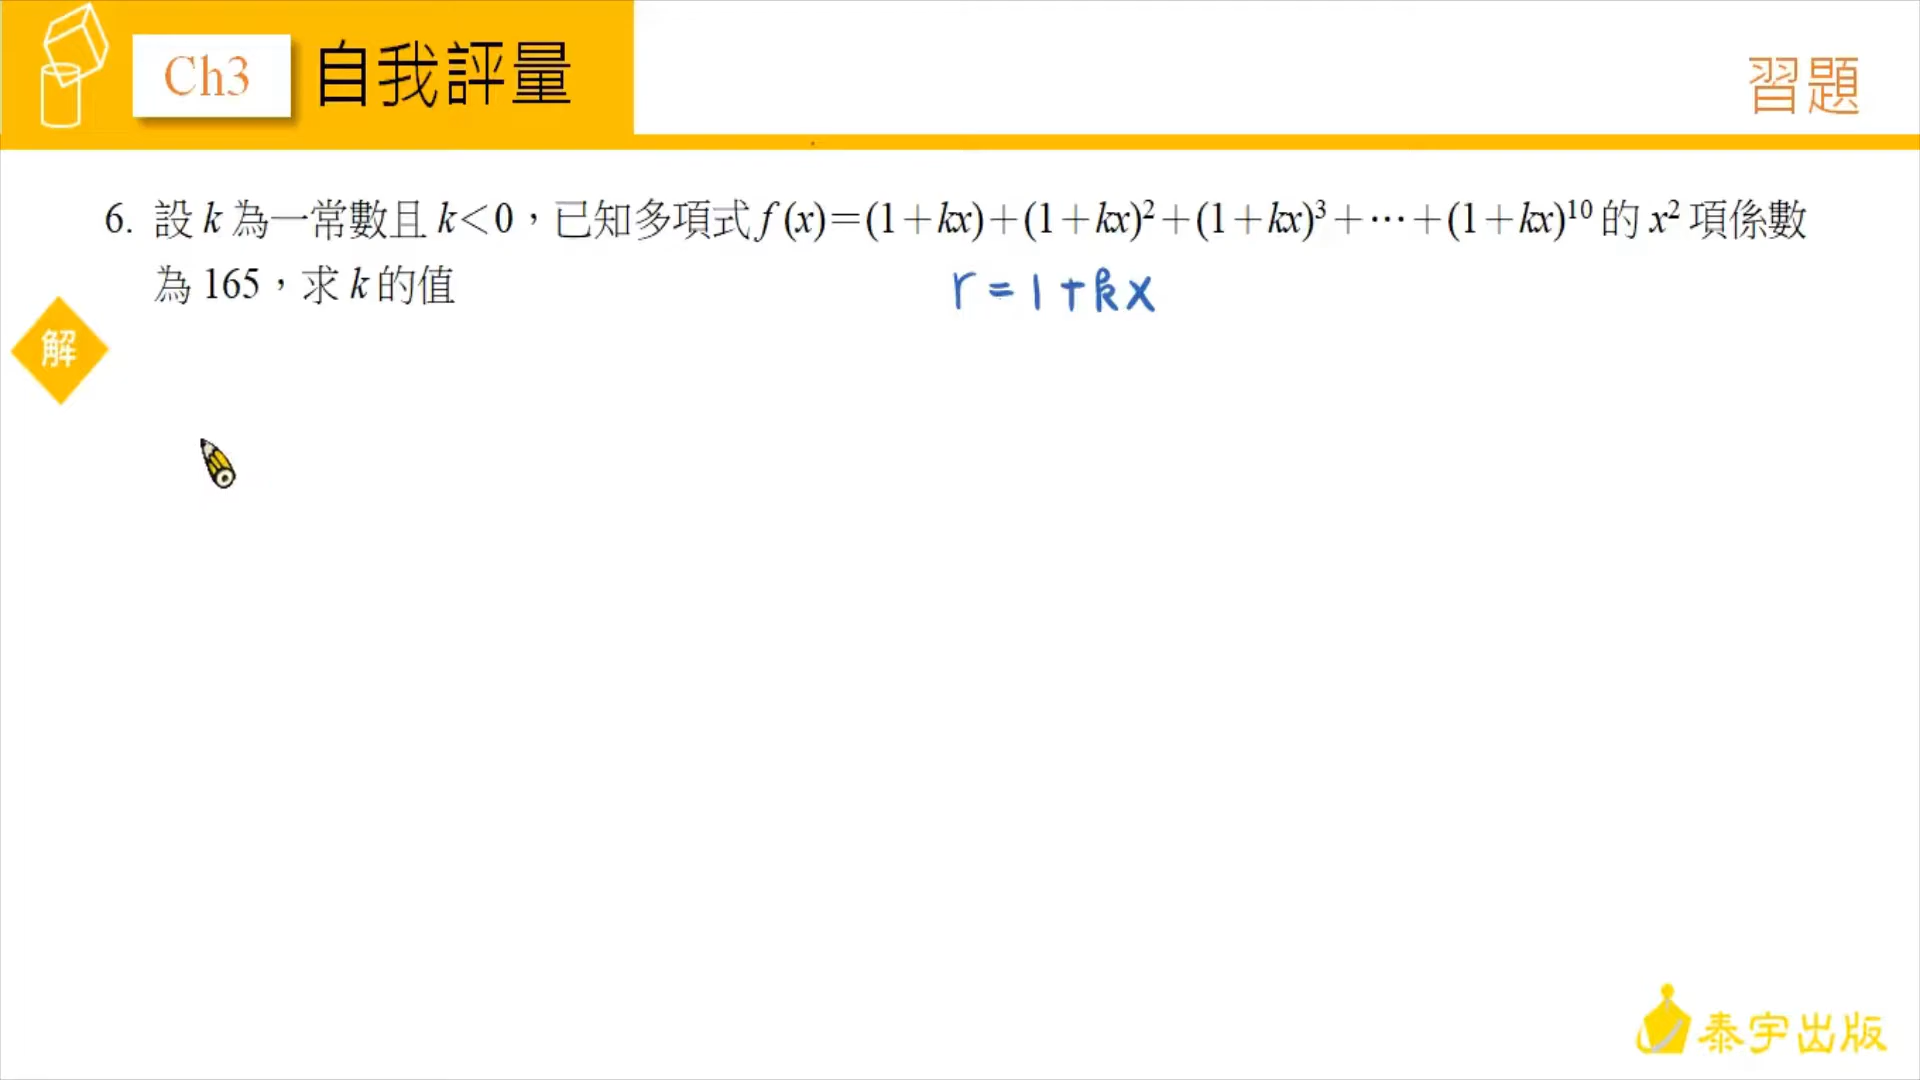 Ch3 自我評量
習題
6. 設 k 為一常數且 k<0，已知多項式 f (x)=(1+kx)+(1+kx)²+(1+kx)³+⋯+(1+kx)¹⁰ 的 x² 項係數
為 165，求 k 的值
r = 1 + k x
解
泰宇出版